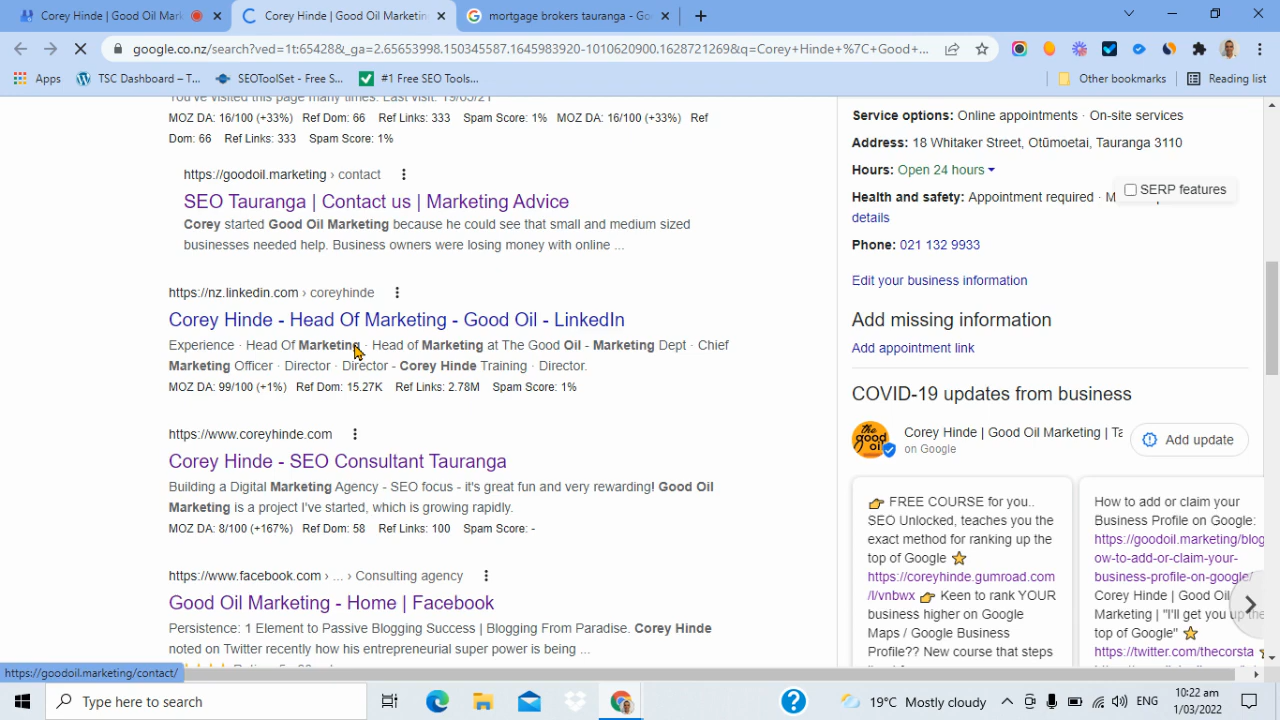 Corey Hinde | Good Oil Mark
Corey Hinde | Good Oil Marketin
mortgage brokers tauranga - Go
google.co.nz/search?ved=1t:65428&_ga=2.65653998.150345587.1645983920-1010620900.1628721269&q=Corey+Hinde+%7C+Good+...
Apps
TSC Dashboard – T...
SEOToolSet - Free S...
#1 Free SEO Tools...
Other bookmarks
Reading list
You've visited this page many times. Last visit: 19/05/21
MOZ DA: 16/100 (+33%) Ref Dom: 66 Ref Links: 333 Spam Score: 1% MOZ DA: 16/100 (+33%) Ref
Dom: 66 Ref Links: 333 Spam Score: 1%
https://goodoil.marketing › contact
SEO Tauranga | Contact us | Marketing Advice
Corey started Good Oil Marketing because he could see that small and medium sized
businesses needed help. Business owners were losing money with online ...
https://nz.linkedin.com › coreyhinde
Corey Hinde - Head Of Marketing - Good Oil - LinkedIn
Experience · Head Of Marketing · Head of Marketing at The Good Oil - Marketing Dept · Chief
Marketing Officer · Director · Director - Corey Hinde Training · Director.
MOZ DA: 99/100 (+1%) Ref Dom: 15.27K Ref Links: 2.78M Spam Score: 1%
https://www.coreyhinde.com
Corey Hinde - SEO Consultant Tauranga
Building a Digital Marketing Agency - SEO focus - it's great fun and very rewarding! Good Oil
Marketing is a project I've started, which is growing rapidly.
MOZ DA: 8/100 (+167%) Ref Dom: 58 Ref Links: 100 Spam Score: -
https://www.facebook.com › ... › Consulting agency
Good Oil Marketing - Home | Facebook
Persistence: 1 Element to Passive Blogging Success | Blogging From Paradise. Corey Hinde
noted on Twitter recently how his entrepreneurial super power is being ...
Service options: Online appointments · On-site services
Address: 18 Whitaker Street, Otūmoetai, Tauranga 3110
Hours: Open 24 hours
SERP features
Health and safety: Appointment required · M
details
Phone: 021 132 9933
Edit your business information
Add missing information
Add appointment link
COVID-19 updates from business
the good oil
Corey Hinde | Good Oil Marketing | Ta
on Google
Add update
👉 FREE COURSE for you..
SEO Unlocked, teaches you the
exact method for ranking up the
top of Google ⭐
https://coreyhinde.gumroad.com
/l/vnbwx 👉 Keen to rank YOUR
business higher on Google
Maps / Google Business
Profile?? New course that steps
How to add or claim your
Business Profile on Google:
https://goodoil.marketing/blog
ow-to-add-or-claim-your-
business-profile-on-google/
Corey Hinde | Good Oil
Marketing | "I'll get you up the
top of Google" ⭐
https://twitter.com/thecorsta
https://goodoil.marketing/contact/
Type here to search
19°C Mostly cloudy
ENG
10:22 am
1/03/2022